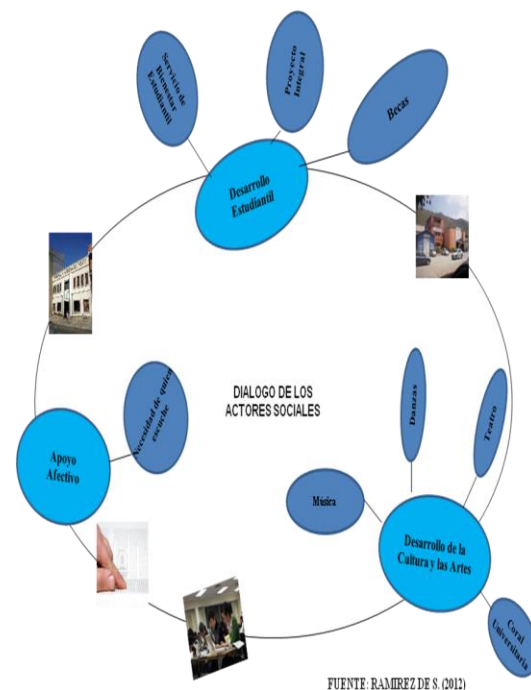 Servicio de
Bienestar
Estudiantil
Proyecto
Integral
Becas
Desarrollo
Estudiantil
DIALOGO DE LOS
ACTORES SOCIALES
Necesidad de quien
escuche
Apoyo
Afectivo
Danzas
Teatro
Música
Desarrollo de la
Cultura y las Artes
Coral
Universitaria
FUENTE: RAMIREZ DE S. (2012)